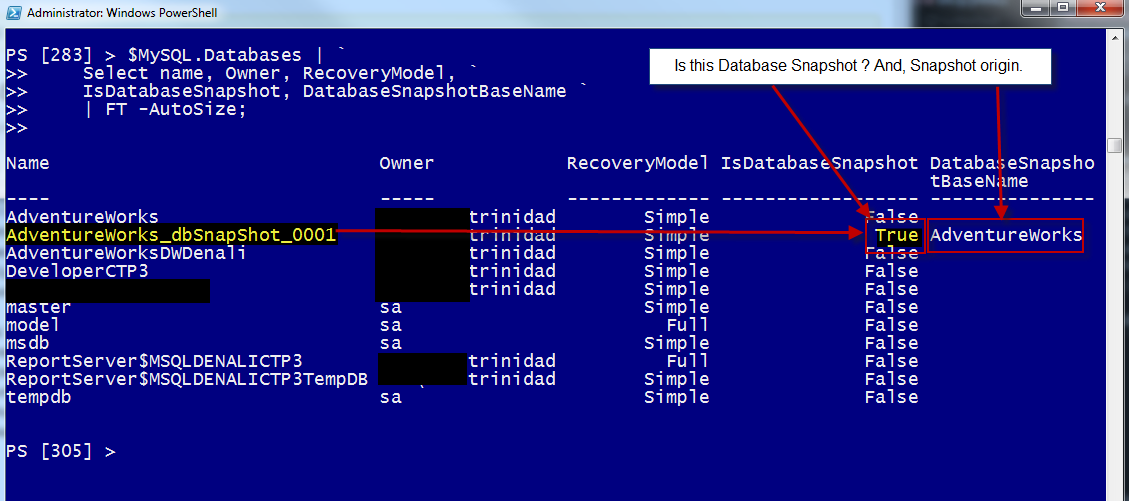 Administrator: Windows PowerShell
PS [283] > $MySQL.Databases | `
>>     Select name, Owner, RecoveryModel, `
>>     IsDatabaseSnapshot, DatabaseSnapshotBaseName `
>>     | FT -AutoSize;
>>
Is this Database Snapshot ? And, Snapshot origin.
Name Owner RecoveryModel IsDatabaseSnapshot DatabaseSnapsho
tBaseName
---- ----- ------------- ------------------ ---------------
AdventureWorks trinidad Simple False
AdventureWorks_dbSnapShot_0001 trinidad Simple True AdventureWorks
AdventureWorksDWDenali trinidad Simple False
DeveloperCTP3 trinidad Simple False
trinidad Simple False
master sa Simple False
model sa Full False
msdb sa Simple False
ReportServer$MSQLDENALICTP3 trinidad Full False
ReportServer$MSQLDENALICTP3TempDB trinidad Simple False
tempdb sa Simple False
PS [305] >